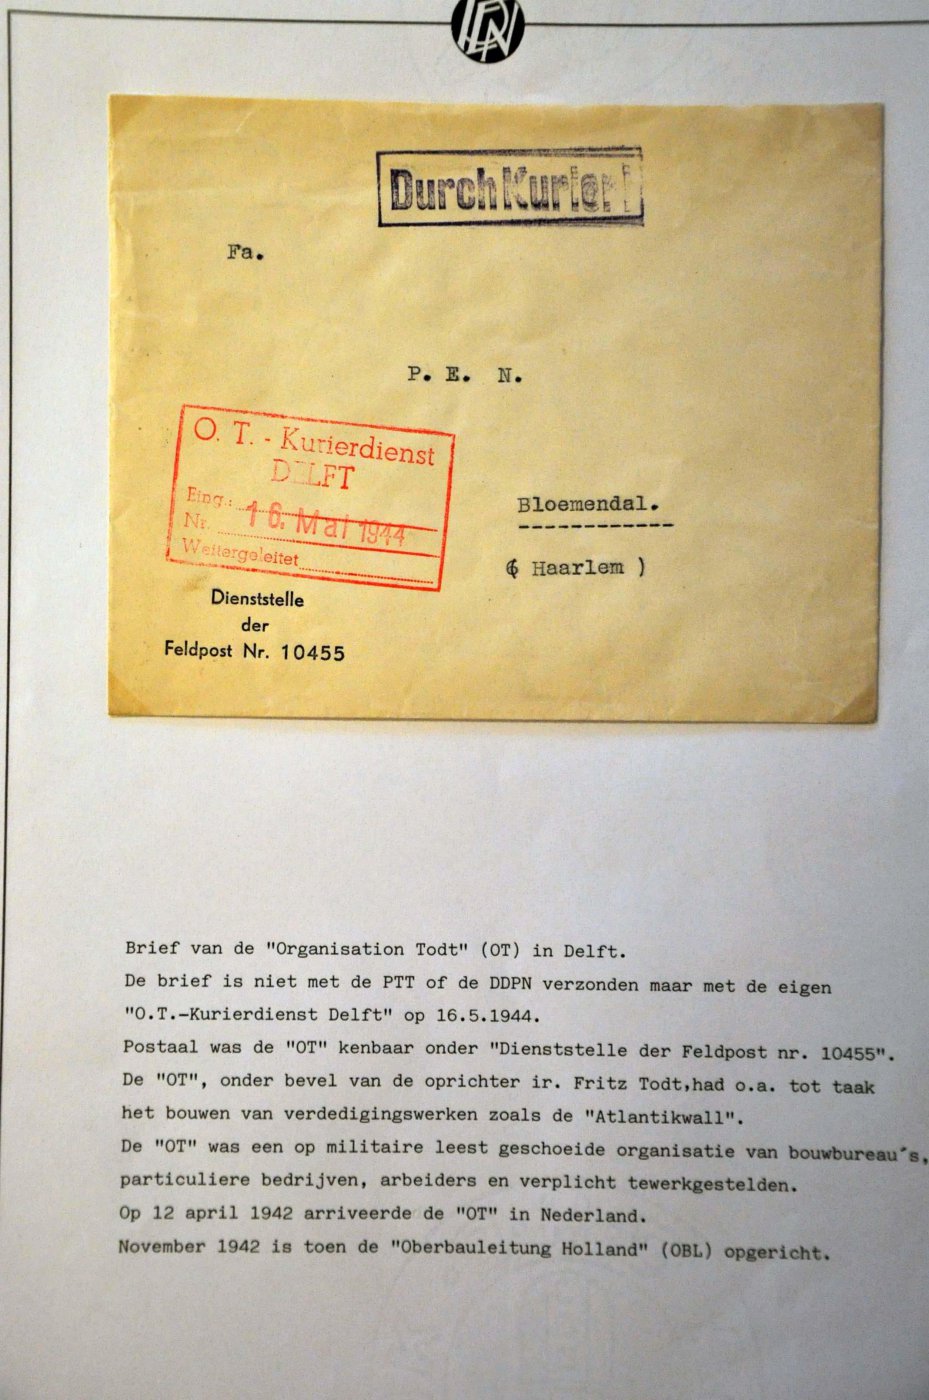 Durch Kurier!
Fa.
P. E. N.
O. T. - Kurierdienst
DELFT
Eing.:
16. Mai 1944
Nr.
Weitergeleitet
Bloemendal.
( Haarlem )
Dienststelle
der
Feldpost Nr. 10455
Brief van de "Organisation Todt" (OT) in Delft.
De brief is niet met de PTT of de DDPN verzonden maar met de eigen
"O.T.-Kurierdienst Delft" op 16.5.1944.
Postaal was de "OT" kenbaar onder "Dienststelle der Feldpost nr. 10455".
De "OT", onder bevel van de oprichter ir. Fritz Todt,had o.a. tot taak
het bouwen van verdedigingswerken zoals de "Atlantikwall".
De "OT" was een op militaire leest geschoeide organisatie van bouwbureau's,
particuliere bedrijven, arbeiders en verplicht tewerkgestelden.
Op 12 april 1942 arriveerde de "OT" in Nederland.
November 1942 is toen de "Oberbauleitung Holland" (OBL) opgericht.